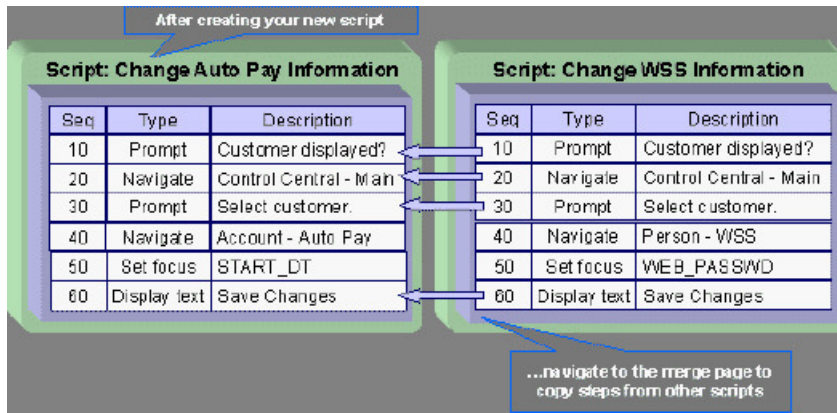 After creating your new script
Script: Change Auto Pay Information
Seq Type Description
10 Prompt Customer displayed?
20 Navigate Control Central - Main
30 Prompt Select customer.
40 Navigate Account - Auto Pay
50 Set focus START_DT
60 Display text Save Changes
Script: Change WSS Information
Seq Type Description
10 Prompt Customer displayed?
20 Navigate Control Central - Main
30 Prompt Select customer.
40 Navigate Person - WSS
50 Set focus WEB_PASSWD
60 Display text Save Changes
...navigate to the merge page to
copy steps from other scripts